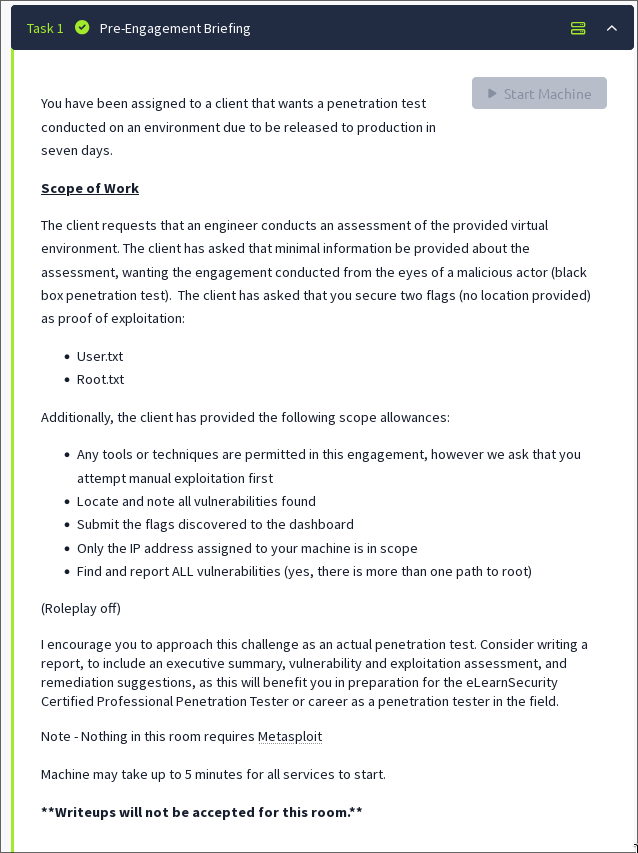 Task 1 Pre-Engagement Briefing
Start Machine
You have been assigned to a client that wants a penetration test
conducted on an environment due to be released to production in
seven days.
Scope of Work
The client requests that an engineer conducts an assessment of the provided virtual
environment. The client has asked that minimal information be provided about the
assessment, wanting the engagement conducted from the eyes of a malicious actor (black
box penetration test).  The client has asked that you secure two flags (no location provided)
as proof of exploitation:
• User.txt
• Root.txt
Additionally, the client has provided the following scope allowances:
• Any tools or techniques are permitted in this engagement, however we ask that you
attempt manual exploitation first
• Locate and note all vulnerabilities found
• Submit the flags discovered to the dashboard
• Only the IP address assigned to your machine is in scope
• Find and report ALL vulnerabilities (yes, there is more than one path to root)
(Roleplay off)
I encourage you to approach this challenge as an actual penetration test. Consider writing a
report, to include an executive summary, vulnerability and exploitation assessment, and
remediation suggestions, as this will benefit you in preparation for the eLearnSecurity
Certified Professional Penetration Tester or career as a penetration tester in the field.
Note - Nothing in this room requires Metasploit
Machine may take up to 5 minutes for all services to start.
**Writeups will not be accepted for this room.**